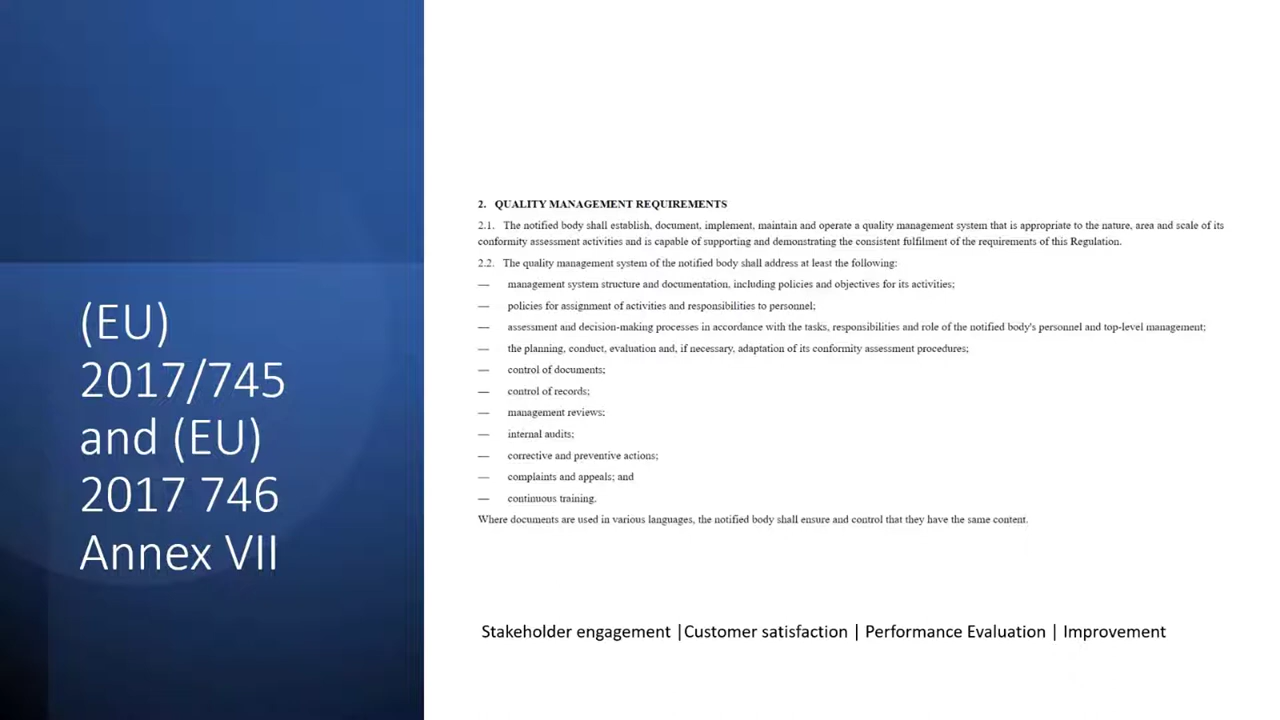 (EU)
2017/745
and (EU)
2017 746
Annex VII
2. QUALITY MANAGEMENT REQUIREMENTS
2.1. The notified body shall establish, document, implement, maintain and operate a quality management system that is appropriate to the nature, area and scale of its
conformity assessment activities and is capable of supporting and demonstrating the consistent fulfilment of the requirements of this Regulation.
2.2. The quality management system of the notified body shall address at least the following:
— management system structure and documentation, including policies and objectives for its activities;
— policies for assignment of activities and responsibilities to personnel;
— assessment and decision-making processes in accordance with the tasks, responsibilities and role of the notified body's personnel and top-level management;
— the planning, conduct, evaluation and, if necessary, adaptation of its conformity assessment procedures;
— control of documents;
— control of records;
— management reviews;
— internal audits;
— corrective and preventive actions;
— complaints and appeals; and
— continuous training.
Where documents are used in various languages, the notified body shall ensure and control that they have the same content.
Stakeholder engagement |Customer satisfaction | Performance Evaluation | Improvement